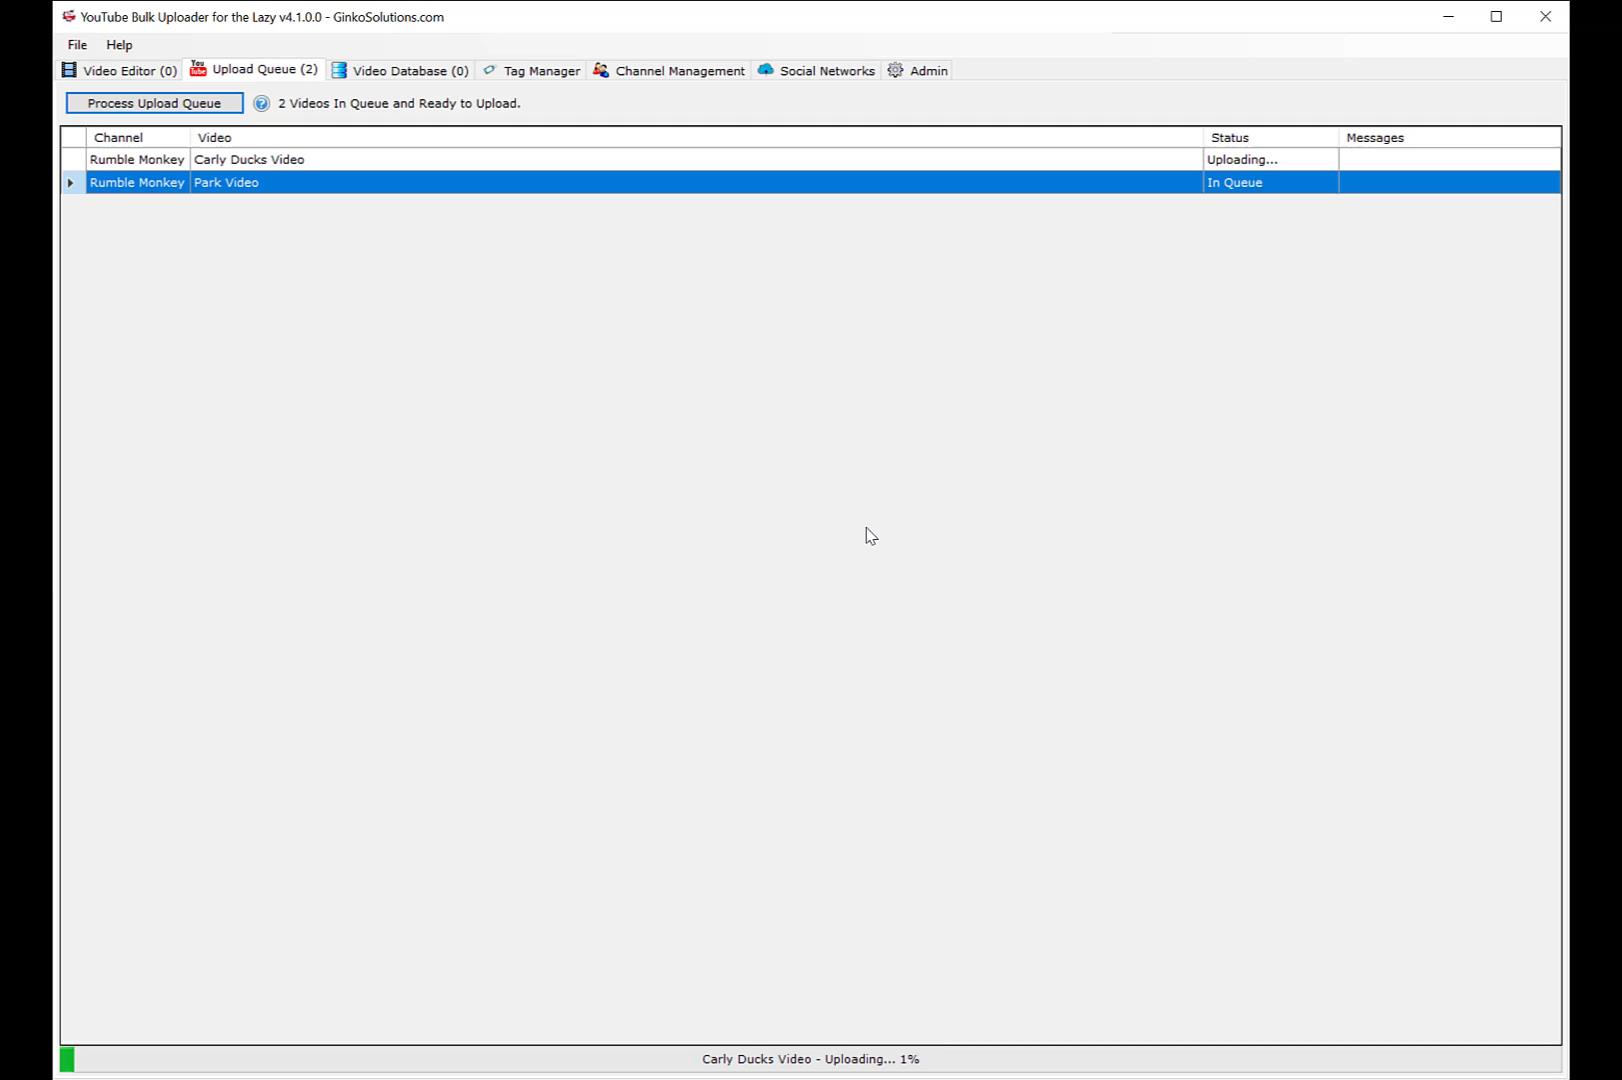 YouTube Bulk Uploader for the Lazy v4.1.0.0 - GinkoSolutions.com
File Help
Video Editor (0) You Tube Upload Queue (2) Video Database (0) Tag Manager Channel Management Social Networks Admin
Process Upload Queue ? 2 Videos In Queue and Ready to Upload.
Channel Video Status Messages
Rumble Monkey Carly Ducks Video Uploading...
Rumble Monkey Park Video In Queue
Carly Ducks Video - Uploading... 1%